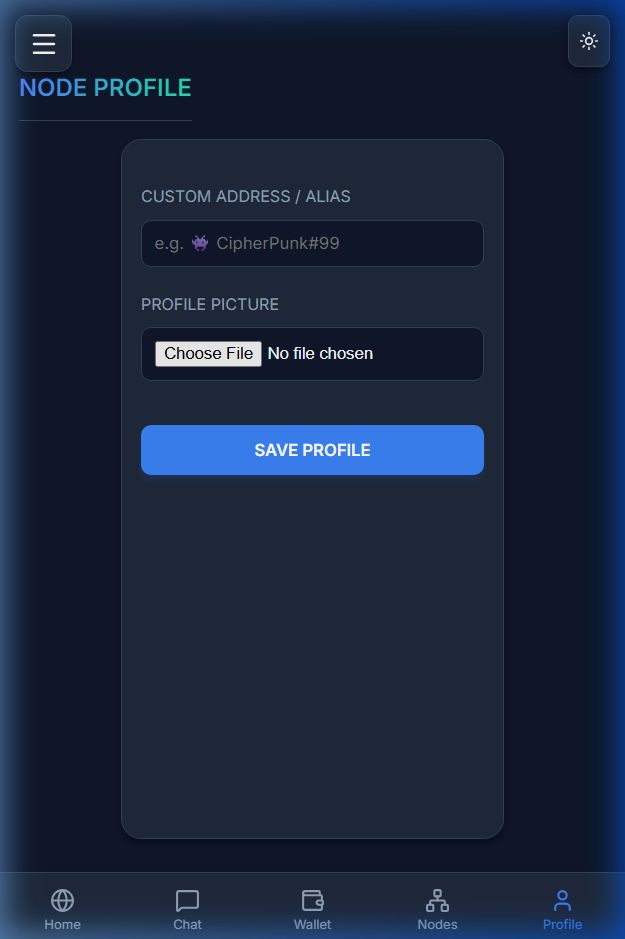 NODE PROFILE
CUSTOM ADDRESS / ALIAS
e.g. 👾 CipherPunk#99
PROFILE PICTURE
Choose File No file chosen
SAVE PROFILE
Home Chat Wallet Nodes Profile